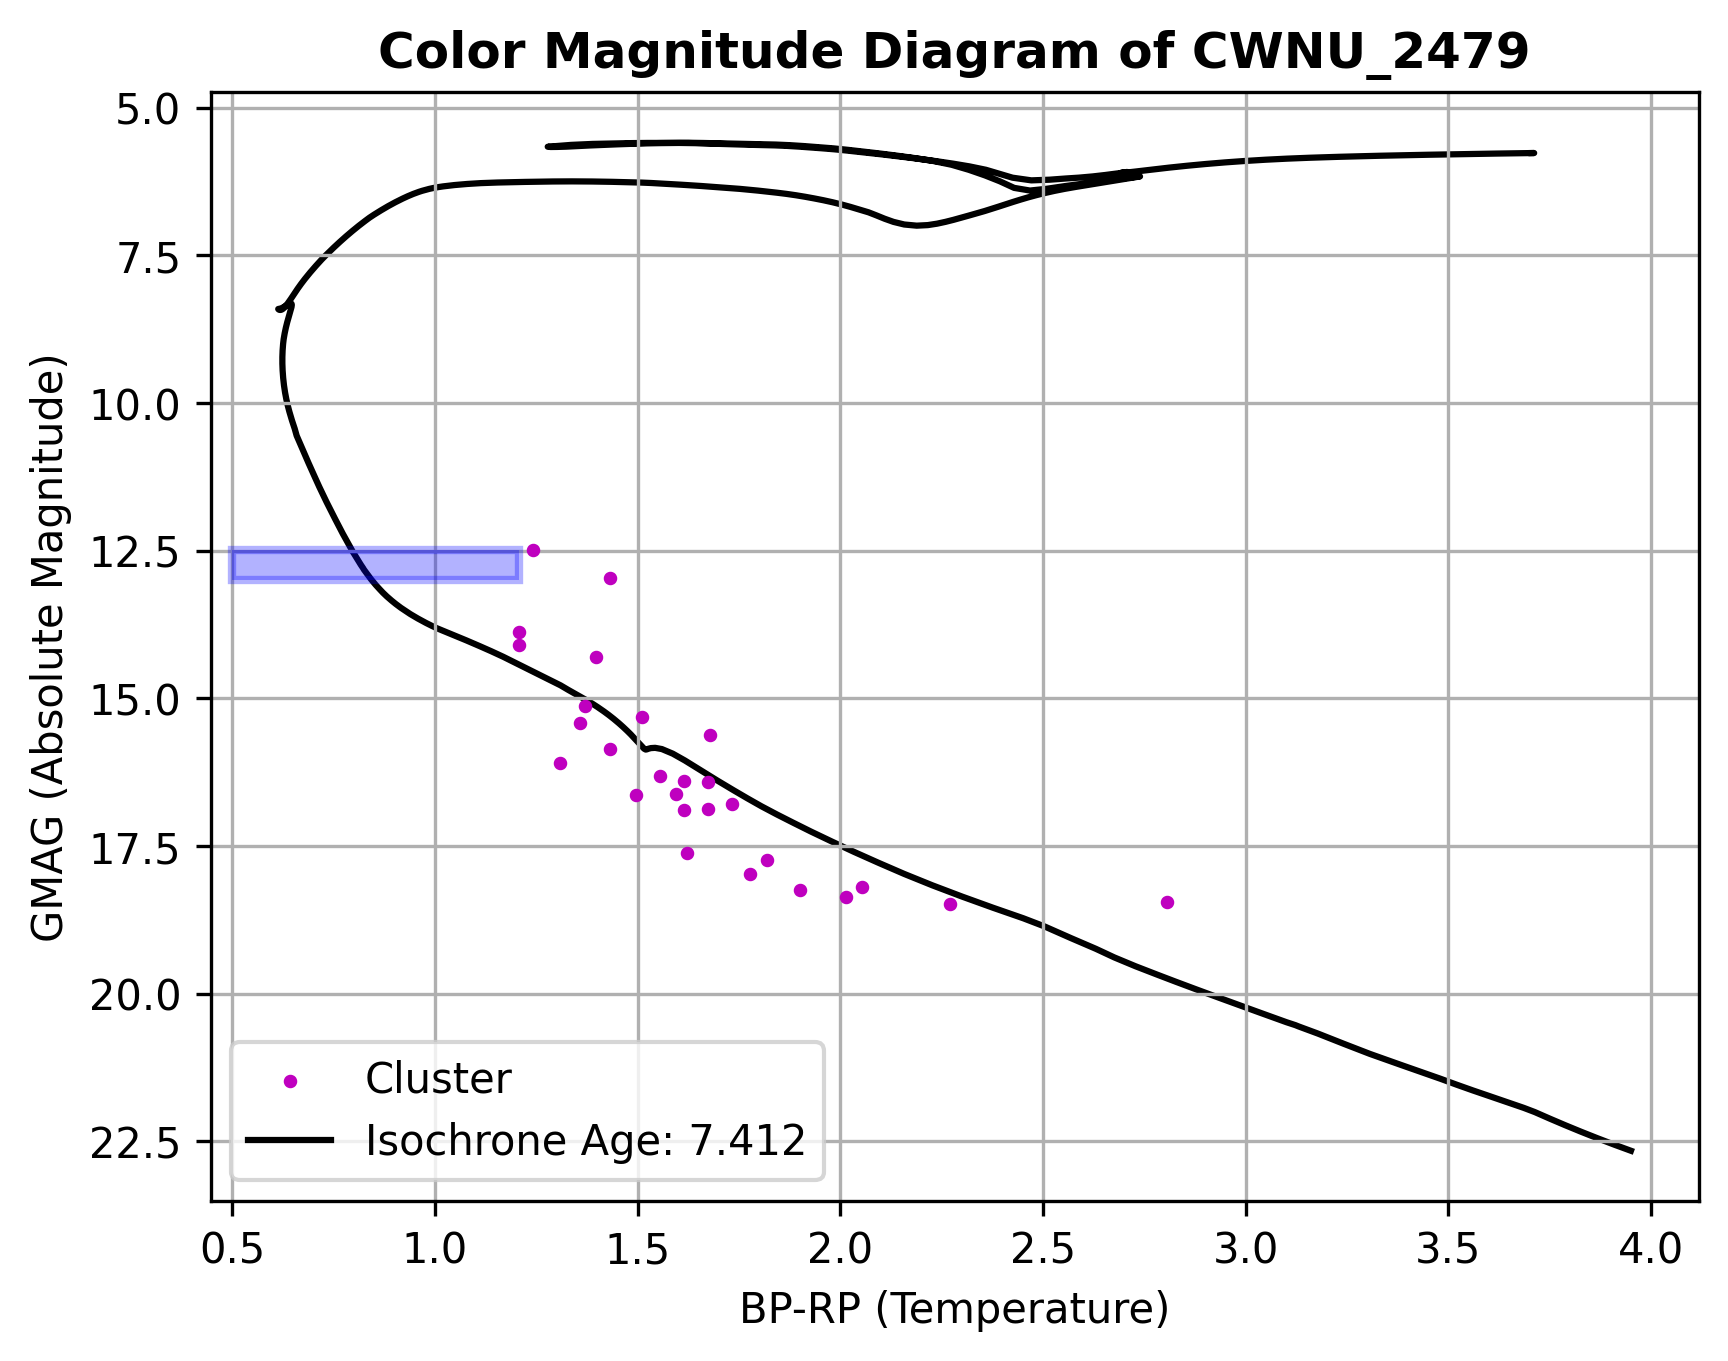 Color Magnitude Diagram of CWNU_2479
GMAG (Absolute Magnitude)
5.0
7.5
10.0
12.5
15.0
17.5
20.0
22.5
Cluster
Isochrone Age: 7.412
0.5 1.0 1.5 2.0 2.5 3.0 3.5 4.0
BP-RP (Temperature)